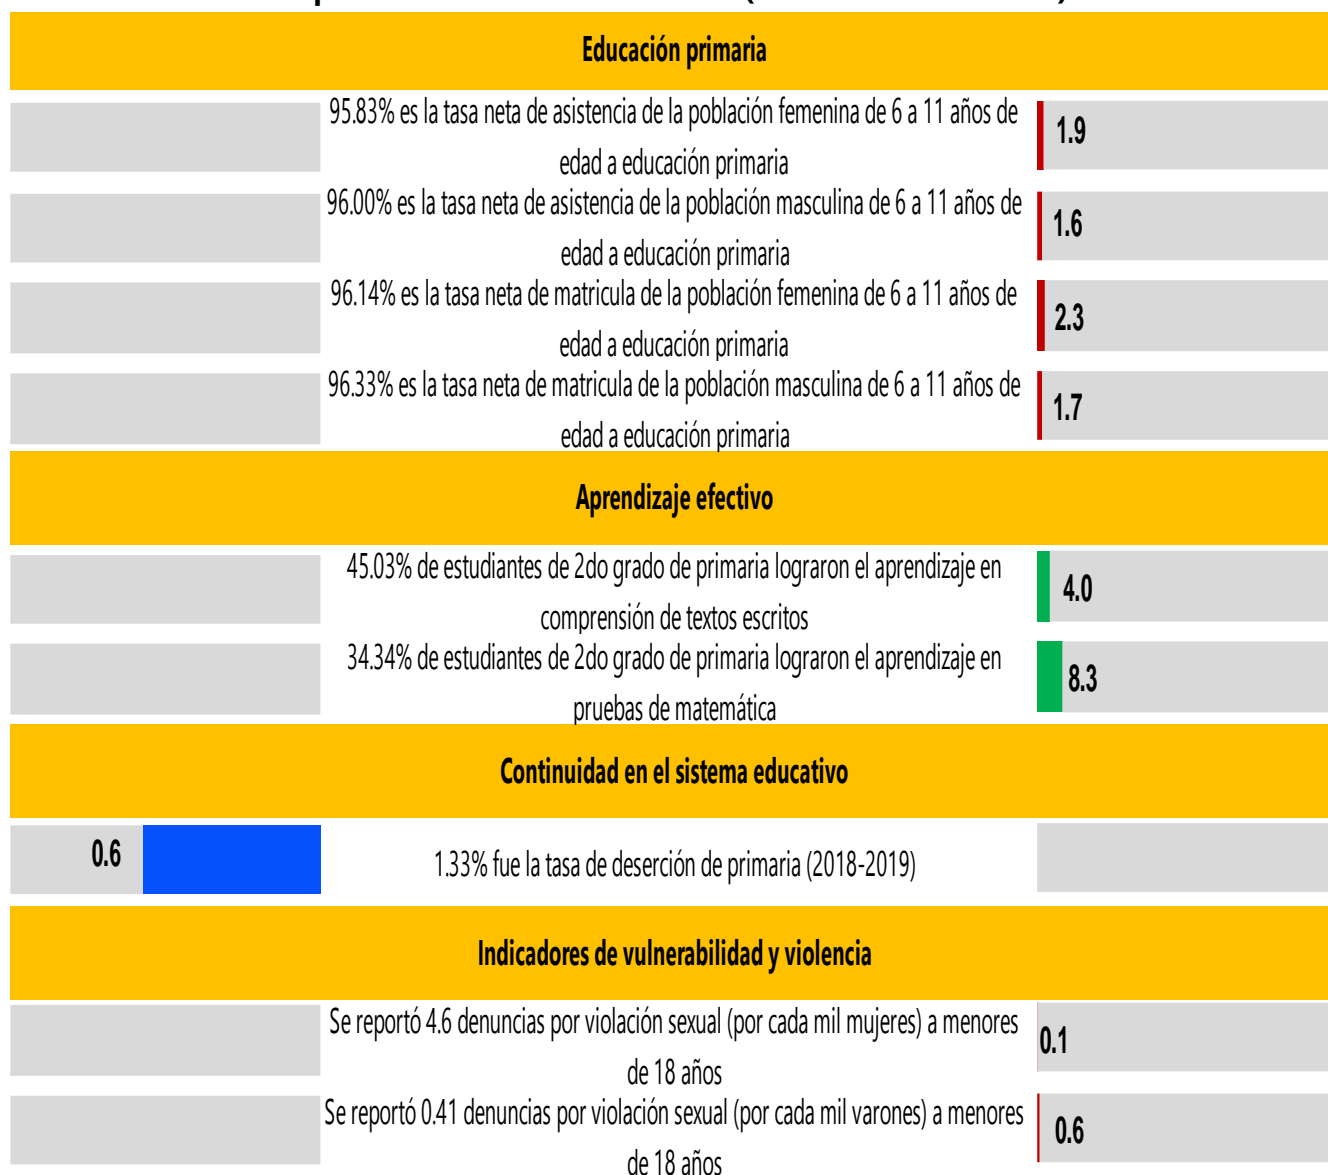 Educación primaria
95.83% es la tasa neta de asistencia de la población femenina de 6 a 11 años de
edad a educación primaria
1.9
96.00% es la tasa neta de asistencia de la población masculina de 6 a 11 años de
edad a educación primaria
1.6
96.14% es la tasa neta de matricula de la población femenina de 6 a 11 años de
edad a educación primaria
2.3
96.33% es la tasa neta de matricula de la población masculina de 6 a 11 años de
edad a educación primaria
1.7
Aprendizaje efectivo
45.03% de estudiantes de 2do grado de primaria lograron el aprendizaje en
comprensión de textos escritos
4.0
34.34% de estudiantes de 2do grado de primaria lograron el aprendizaje en
pruebas de matemática
8.3
Continuidad en el sistema educativo
0.6
1.33% fue la tasa de deserción de primaria (2018-2019)
Indicadores de vulnerabilidad y violencia
Se reportó 4.6 denuncias por violación sexual (por cada mil mujeres) a menores
de 18 años
0.1
Se reportó 0.41 denuncias por violación sexual (por cada mil varones) a menores
de 18 años
0.6